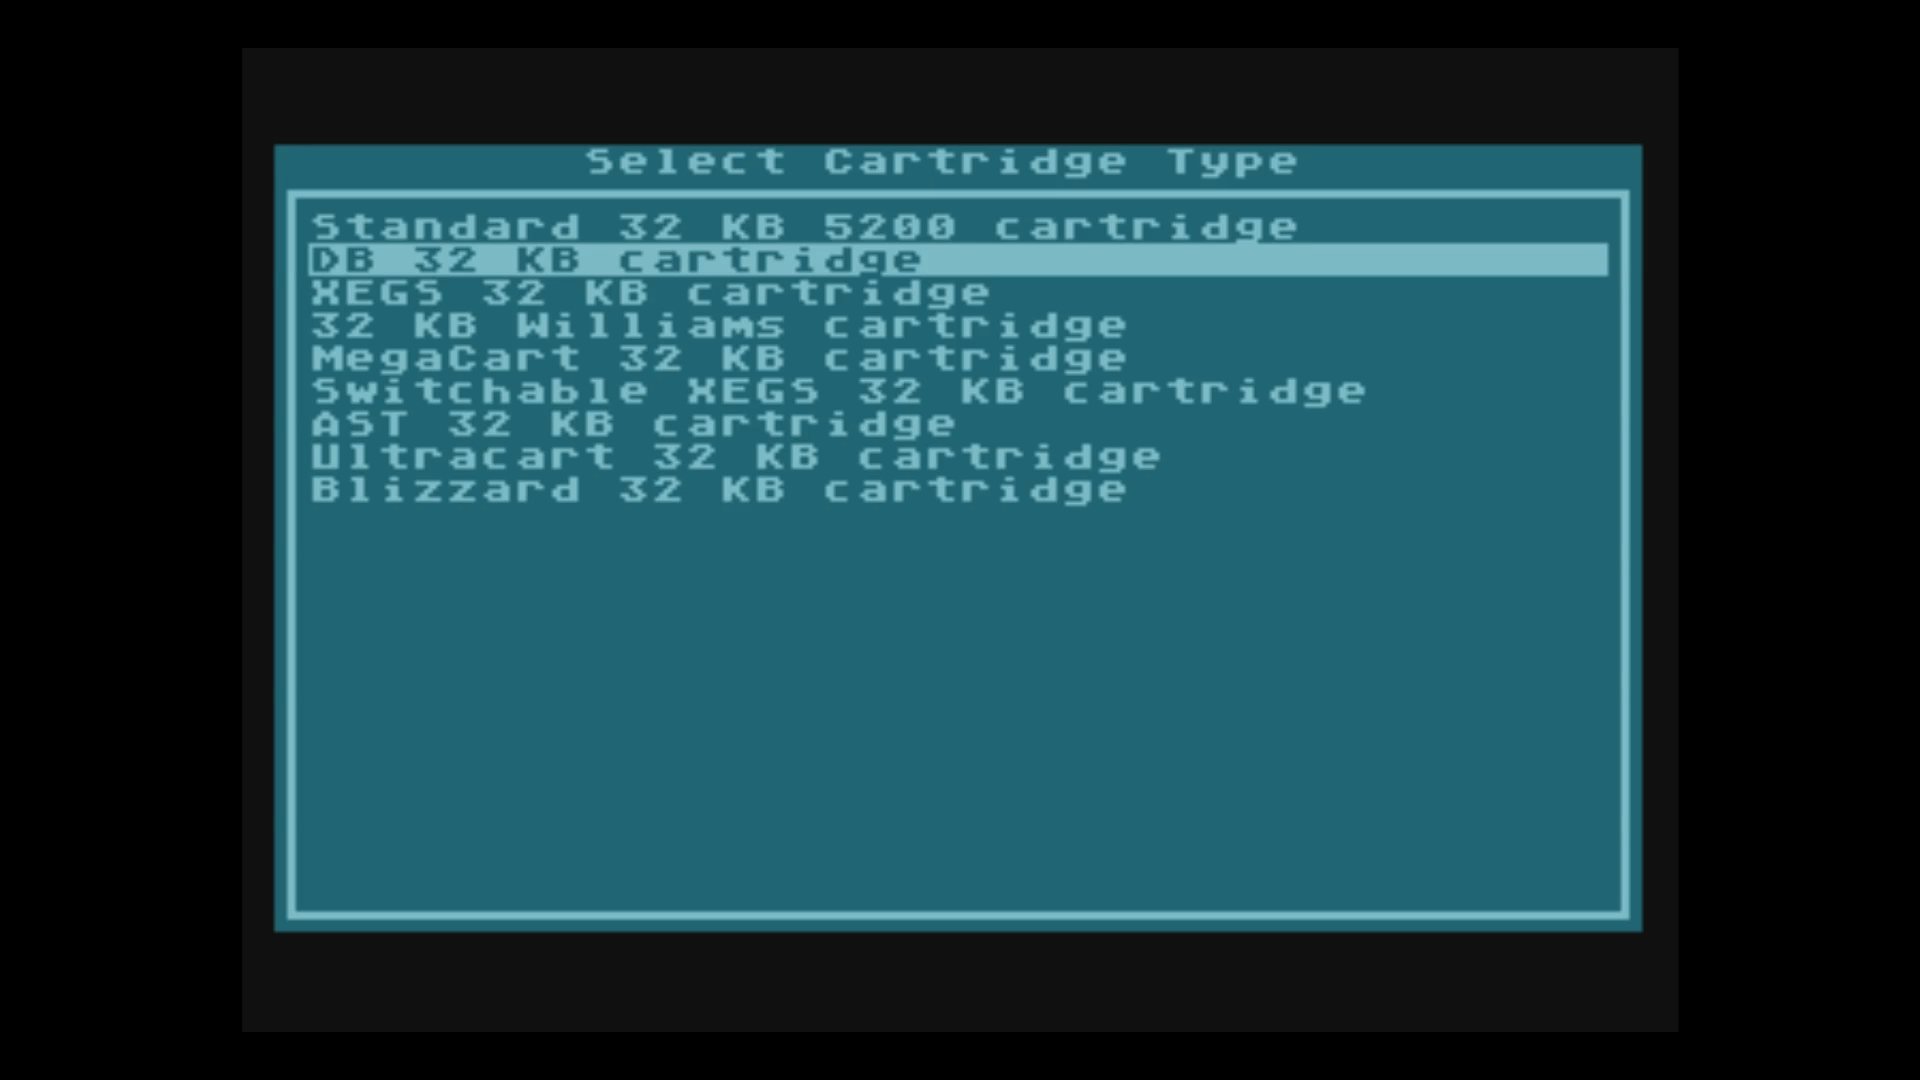 Select Cartridge Type
Standard 32 KB 5200 cartridge
DB 32 KB cartridge
XEGS 32 KB cartridge
32 KB Williams cartridge
MegaCart 32 KB cartridge
Switchable XEGS 32 KB cartridge
AST 32 KB cartridge
Ultracart 32 KB cartridge
Blizzard 32 KB cartridge